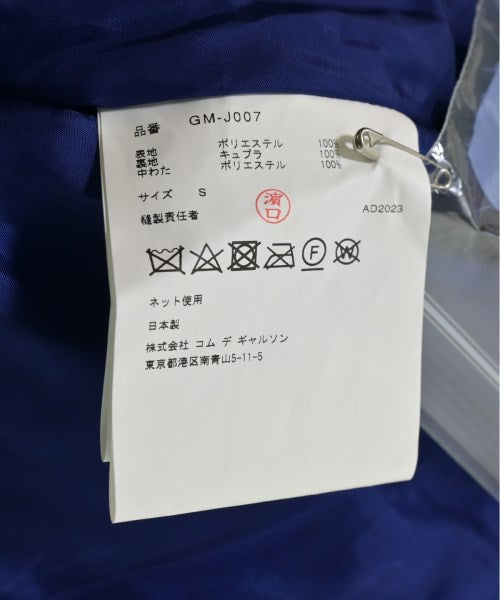 品番 GM-J007
表地 ポリエステル 100%
裏地 キュプラ 100%
中わた ポリエステル 100%
サイズ S
縫製責任者 濱口 AD2023
F W
ネット使用
日本製
株式会社 コム デ ギャルソン
東京都港区南青山5-11-5